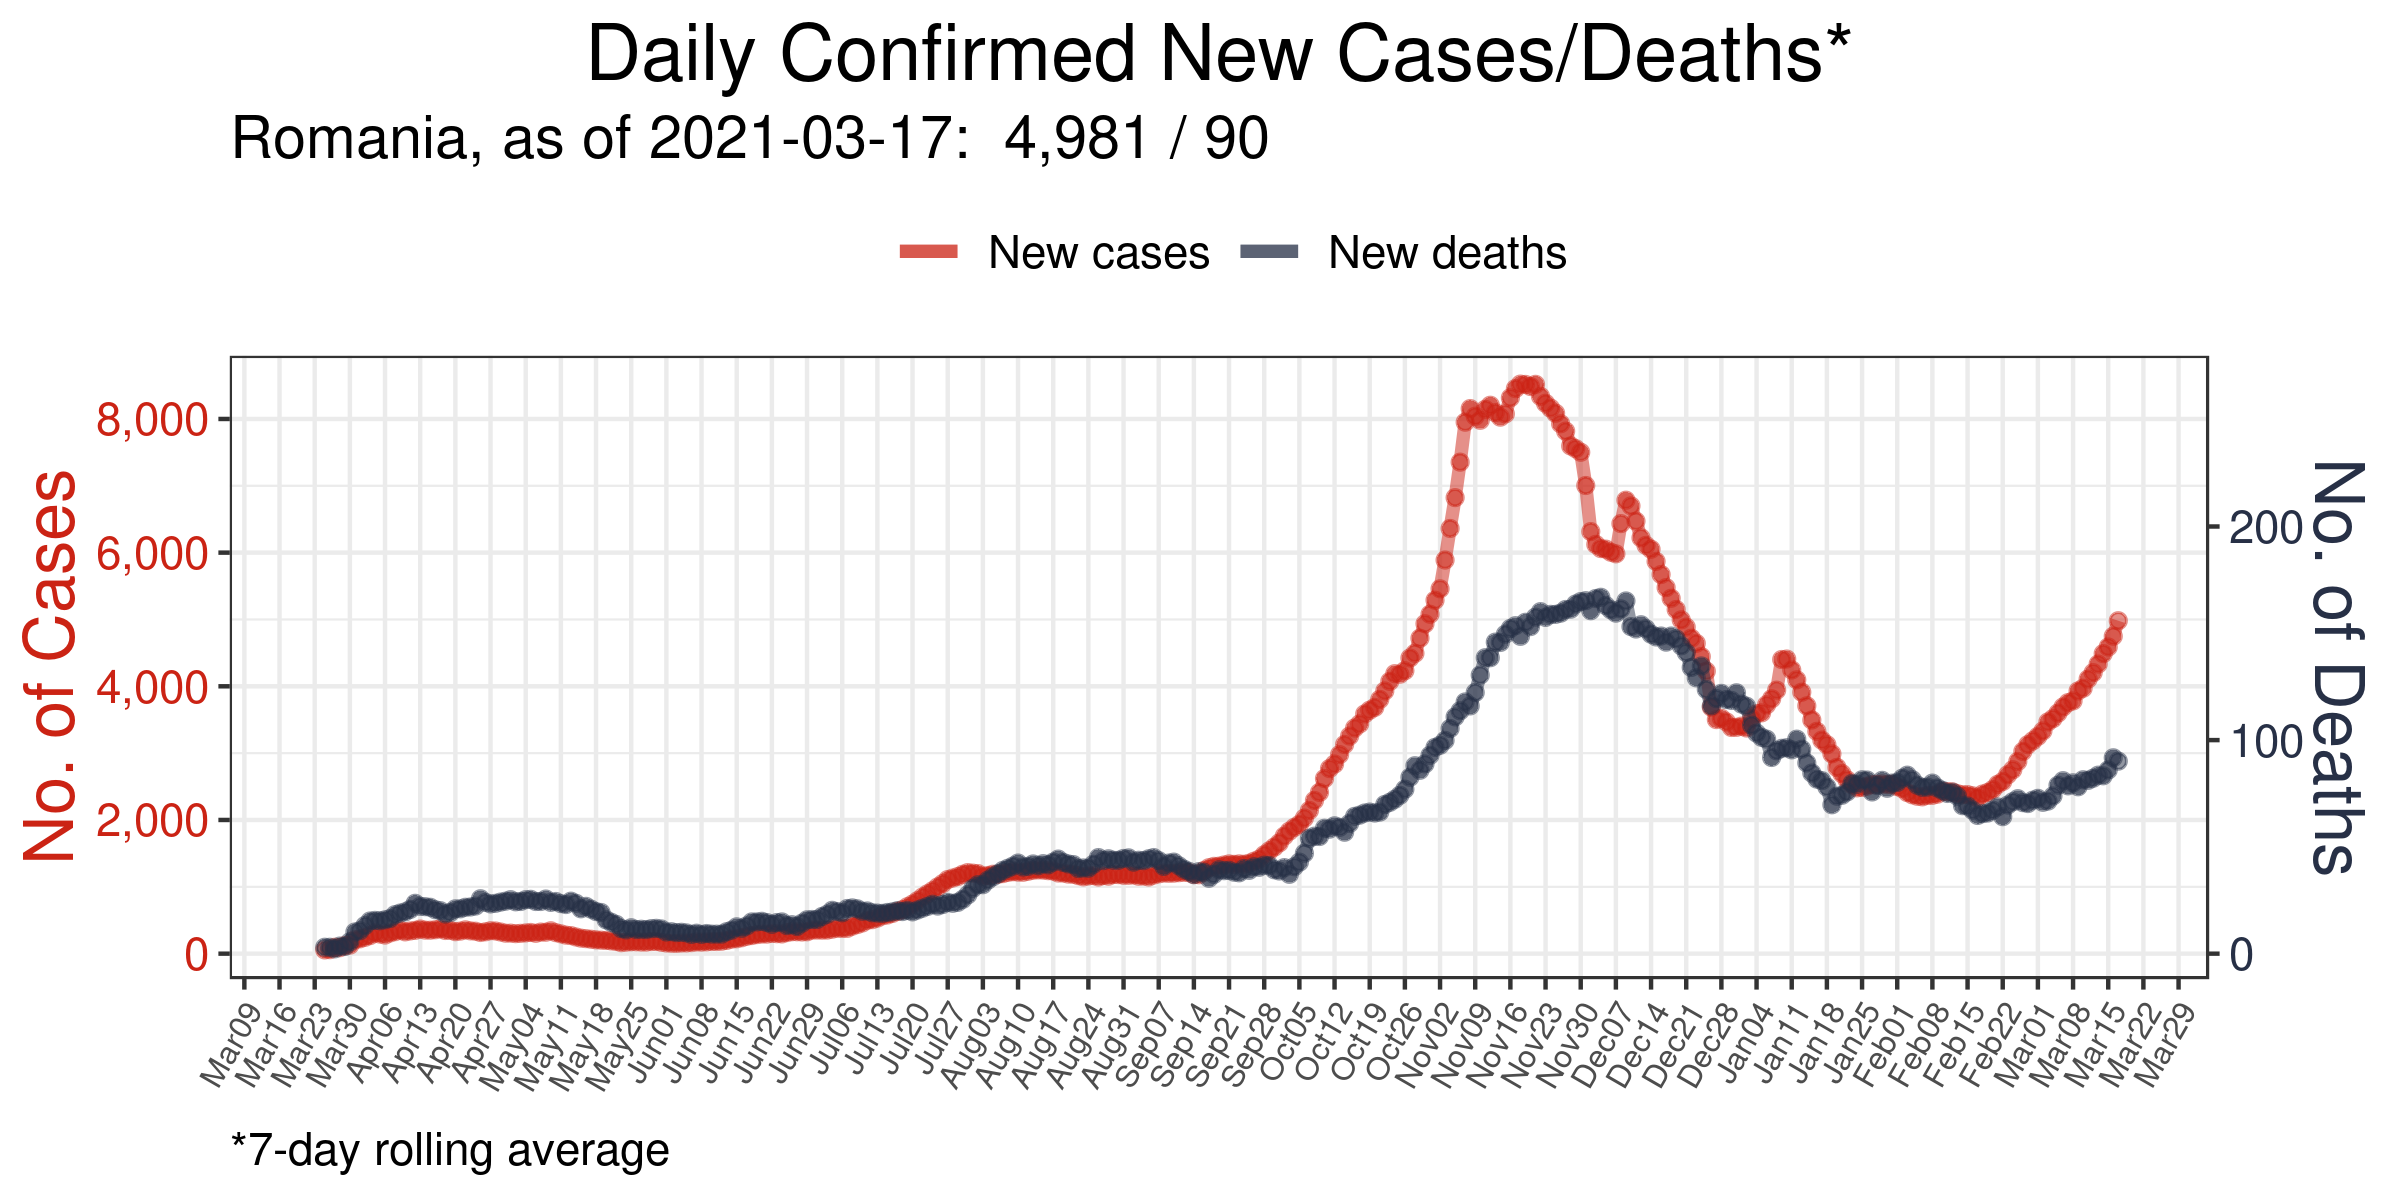 Daily Confirmed New Cases/Deaths*
Romania, as of 2021-03-17:  4,981 / 90
New cases New deaths
No. of Cases
8,000
6,000
4,000
2,000
0
200
100
0
No. of Deaths
Mar09 Mar16 Mar23 Mar30 Apr06 Apr13 Apr20 Apr27 May04 May11 May18 May25 Jun01 Jun08 Jun15 Jun22 Jun29 Jul06 Jul13 Jul20 Jul27 Aug03 Aug10 Aug17 Aug24 Aug31 Sep07 Sep14 Sep21 Sep28 Oct05 Oct12 Oct19 Oct26 Nov02 Nov09 Nov16 Nov23 Nov30 Dec07 Dec14 Dec21 Dec28 Jan04 Jan11 Jan18 Jan25 Feb01 Feb08 Feb15 Feb22 Mar01 Mar08 Mar15 Mar22 Mar29
*7-day rolling average